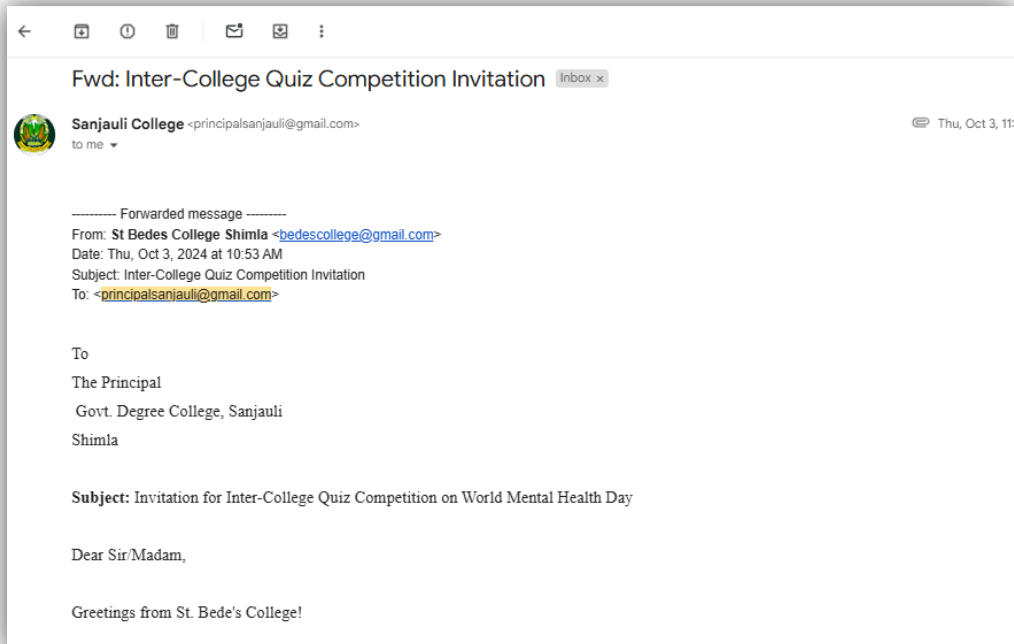 Fwd: Inter-College Quiz Competition Invitation Inbox x
Sanjauli College <principalsanjauli@gmail.com> Thu, Oct 3, 11:
to me
---------- Forwarded message ---------
From: St Bedes College Shimla <bedescollege@gmail.com>
Date: Thu, Oct 3, 2024 at 10:53 AM
Subject: Inter-College Quiz Competition Invitation
To: <principalsanjauli@gmail.com>
To
The Principal
Govt. Degree College, Sanjauli
Shimla
Subject: Invitation for Inter-College Quiz Competition on World Mental Health Day
Dear Sir/Madam,
Greetings from St. Bede's College!